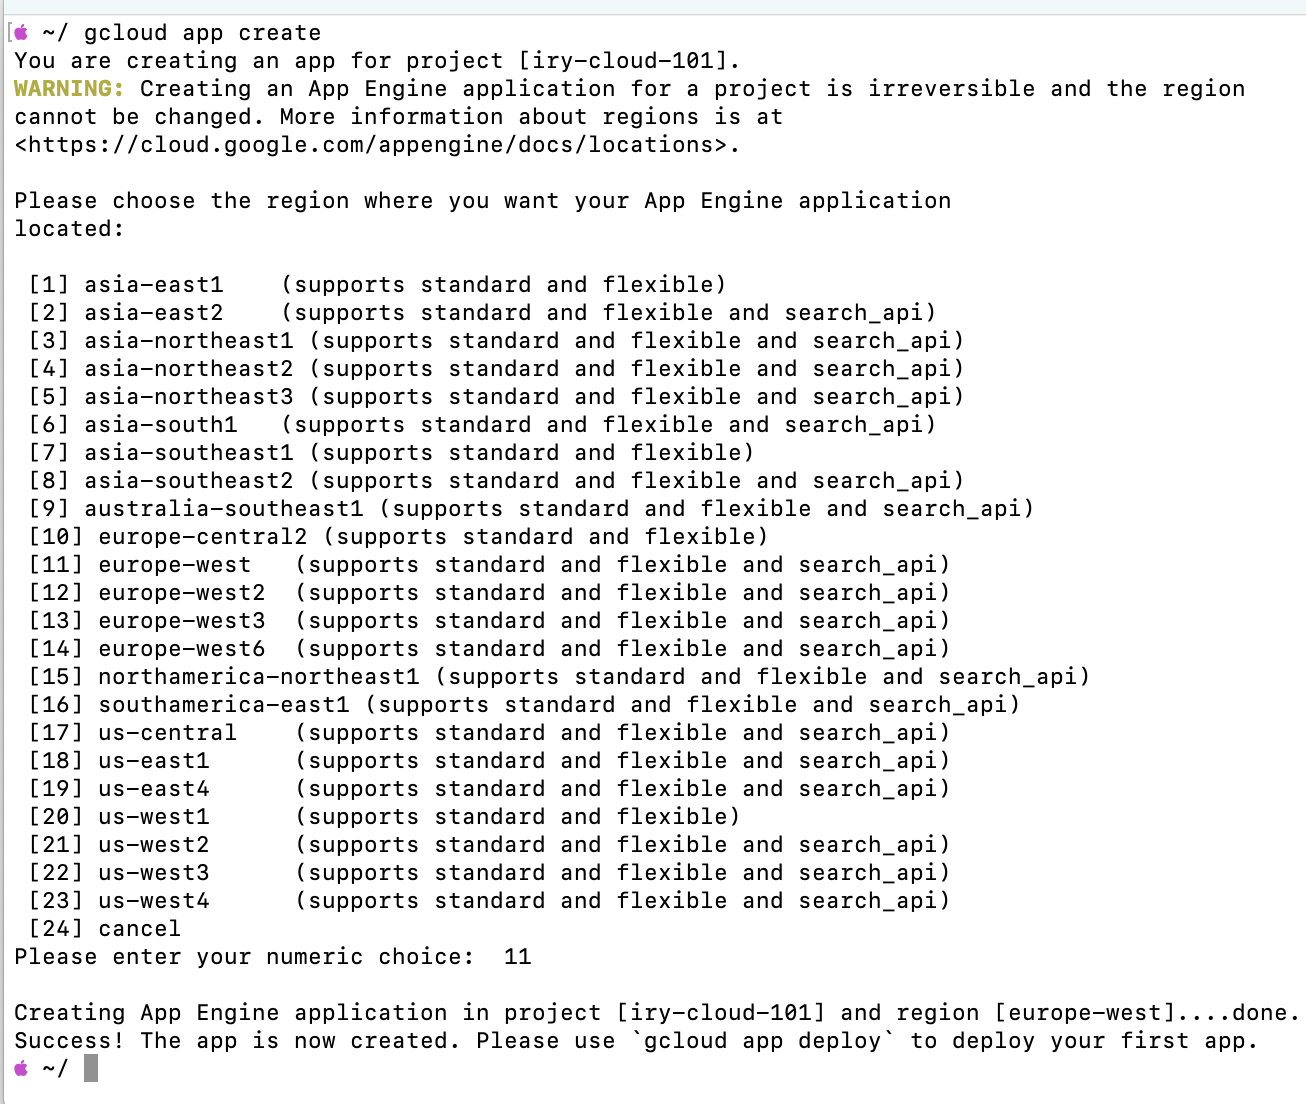 ~/ gcloud app create
You are creating an app for project [iry-cloud-101].
WARNING: Creating an App Engine application for a project is irreversible and the region
cannot be changed. More information about regions is at
<https://cloud.google.com/appengine/docs/locations>.
Please choose the region where you want your App Engine application
located:
[1] asia-east1    (supports standard and flexible)
[2] asia-east2    (supports standard and flexible and search_api)
[3] asia-northeast1 (supports standard and flexible and search_api)
[4] asia-northeast2 (supports standard and flexible and search_api)
[5] asia-northeast3 (supports standard and flexible and search_api)
[6] asia-south1   (supports standard and flexible and search_api)
[7] asia-southeast1 (supports standard and flexible)
[8] asia-southeast2 (supports standard and flexible and search_api)
[9] australia-southeast1 (supports standard and flexible and search_api)
[10] europe-central2 (supports standard and flexible)
[11] europe-west   (supports standard and flexible and search_api)
[12] europe-west2  (supports standard and flexible and search_api)
[13] europe-west3  (supports standard and flexible and search_api)
[14] europe-west6  (supports standard and flexible and search_api)
[15] northamerica-northeast1 (supports standard and flexible and search_api)
[16] southamerica-east1 (supports standard and flexible and search_api)
[17] us-central    (supports standard and flexible and search_api)
[18] us-east1      (supports standard and flexible and search_api)
[19] us-east4      (supports standard and flexible and search_api)
[20] us-west1      (supports standard and flexible)
[21] us-west2      (supports standard and flexible and search_api)
[22] us-west3      (supports standard and flexible and search_api)
[23] us-west4      (supports standard and flexible and search_api)
[24] cancel
Please enter your numeric choice:  11
Creating App Engine application in project [iry-cloud-101] and region [europe-west]....done.
Success! The app is now created. Please use `gcloud app deploy` to deploy your first app.
~/